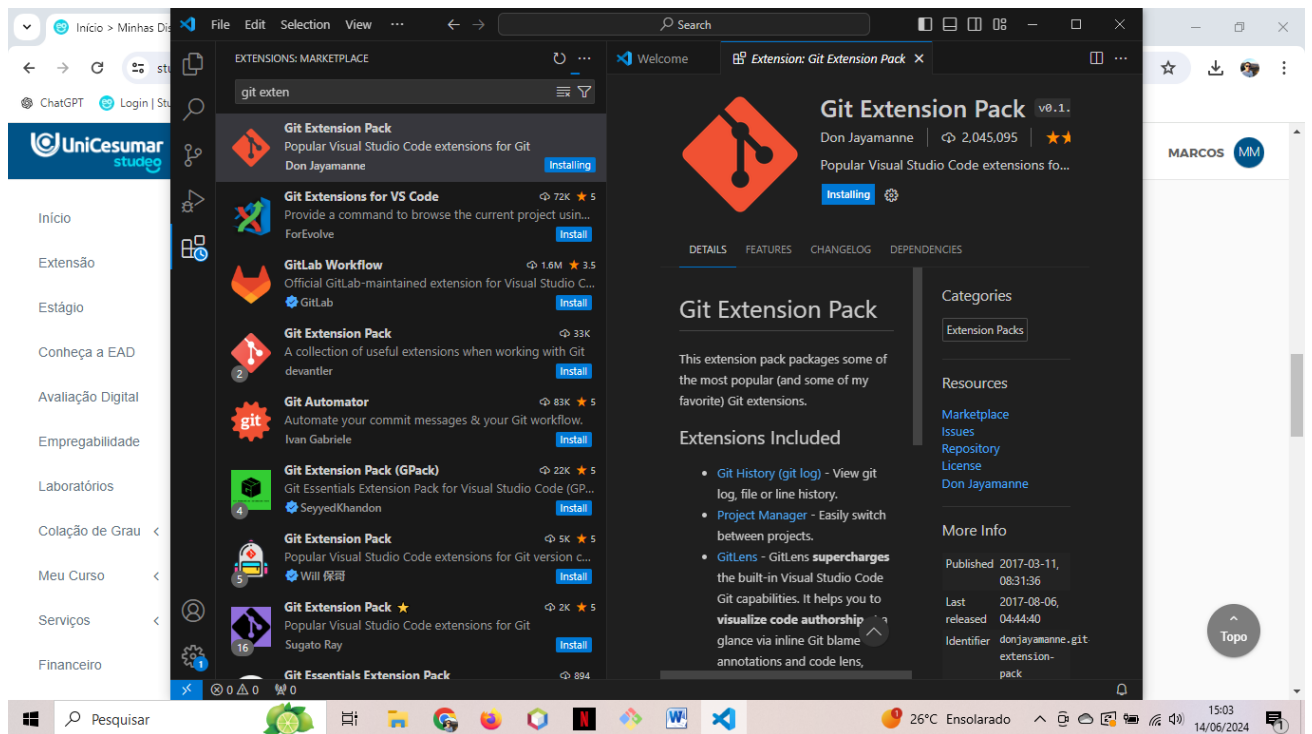 Início > Minhas Dis
stu
ChatGPT
Login | Stu
UniCesumar
studeo
Início
Extensão
Estágio
Conheça a EAD
Avaliação Digital
Empregabilidade
Laboratórios
Colação de Grau
Meu Curso
Serviços
Financeiro
File Edit Selection View ...
Search
EXTENSIONS: MARKETPLACE
git exten
Git Extension Pack
Popular Visual Studio Code extensions for Git
Don Jayamanne
Installing
Git Extensions for VS Code 72K ★ 5
Provide a command to browse the current project usin...
ForEvolve
Install
GitLab Workflow 1.6M ★ 3.5
Official GitLab-maintained extension for Visual Studio C...
GitLab
Install
Git Extension Pack 33K
A collection of useful extensions when working with Git
devantler
Install
2
Git Automator 83K ★ 5
Automate your commit messages & your Git workflow.
Ivan Gabriele
Install
git
Git Extension Pack (GPack) 22K ★ 5
Git Essentials Extension Pack for Visual Studio Code (GP...
SeyyedKhandon
Install
4
Git Extension Pack 5K ★ 5
Popular Visual Studio Code extensions for Git version c...
Will 保哥
Install
5
Git Extension Pack ★ 2K ★ 5
Popular Visual Studio Code extensions for Git
Sugato Ray
Install
16
Git Essentials Extension Pack 894
1
0 0
0
Welcome
Extension: Git Extension Pack
Git Extension Pack v0.1.
Don Jayamanne | 2,045,095
Popular Visual Studio Code extensions fo...
Installing
DETAILS FEATURES CHANGELOG DEPENDENCIES
Git Extension Pack
This extension pack packages some of
the most popular (and some of my
favorite) Git extensions.
Extensions Included
• Git History (git log) - View git
log, file or line history.
• Project Manager - Easily switch
between projects.
• GitLens - GitLens supercharges
the built-in Visual Studio Code
Git capabilities. It helps you to
visualize code authorship
glance via inline Git blame
annotations and code lens,
Categories
Extension Packs
Resources
Marketplace
Issues
Repository
License
Don Jayamanne
More Info
Published 2017-03-11,
08:31:36
Last 2017-08-06,
released 04:44:40
Identifier donjayamanne.git
extension-
pack
MARCOS MM
Topo
Pesquisar
26°C Ensolarado
15:03
14/06/2024
1